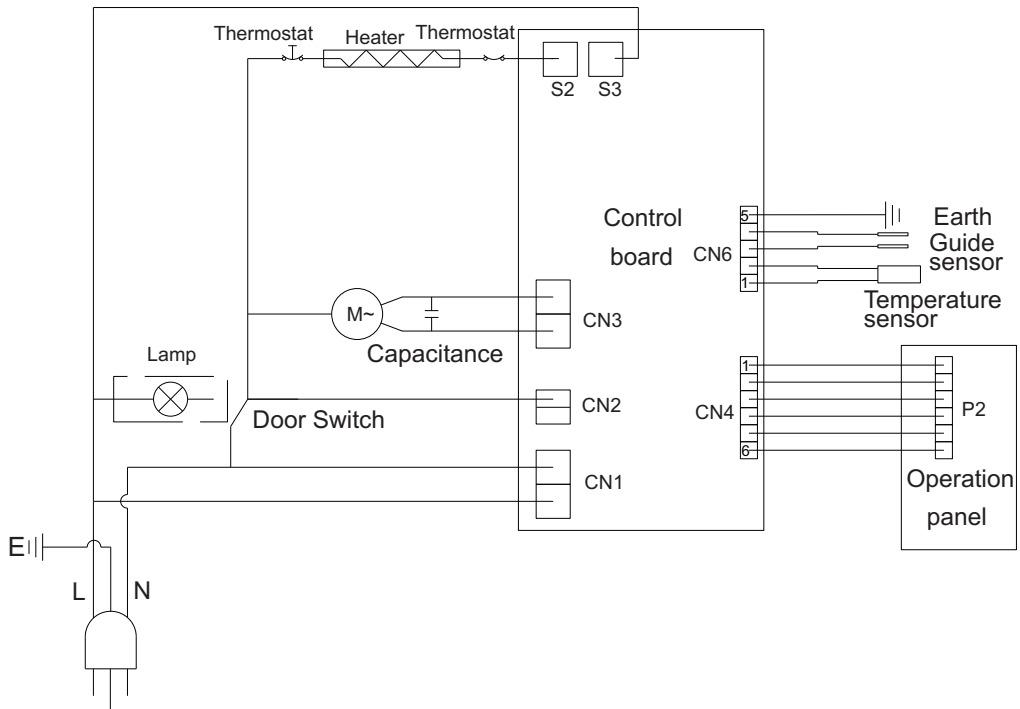 Thermostat
Heater
Thermostat
S2
S3
Control
board
5
CN6
1
Earth
Guide
sensor
Temperature
sensor
M~
CN3
Capacitance
Lamp
Door Switch
CN2
CN1
1
CN4
6
P2
Operation
panel
E
L
N